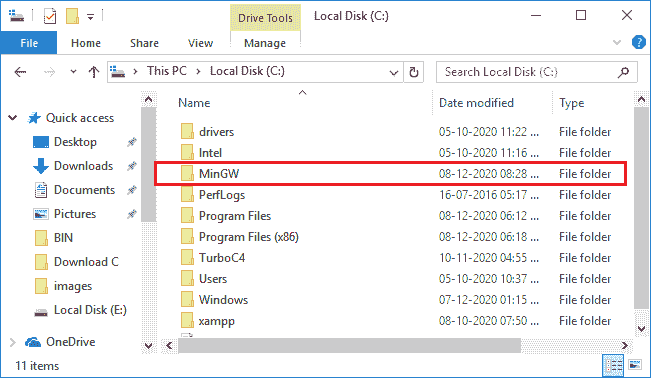 Drive Tools Local Disk (C:)
File Home Share View Manage
This PC Local Disk (C:) Search Local Disk (C:)
Quick access
Desktop
Downloads
Documents
Pictures
BIN
Download C
images
Local Disk (E:)
OneDrive
Name Date modified Type
drivers 05-10-2020 11:22 ... File folder
Intel 05-10-2020 11:16 ... File folder
MinGW 08-12-2020 08:28 ... File folder
PerfLogs 16-07-2016 05:17 ... File folder
Program Files 08-12-2020 06:12 ... File folder
Program Files (x86) 08-12-2020 06:18 ... File folder
TurboC4 10-11-2020 04:55 ... File folder
Users 05-10-2020 10:37 ... File folder
Windows 07-12-2020 01:15 ... File folder
xampp 08-10-2020 07:50 ... File folder
11 items